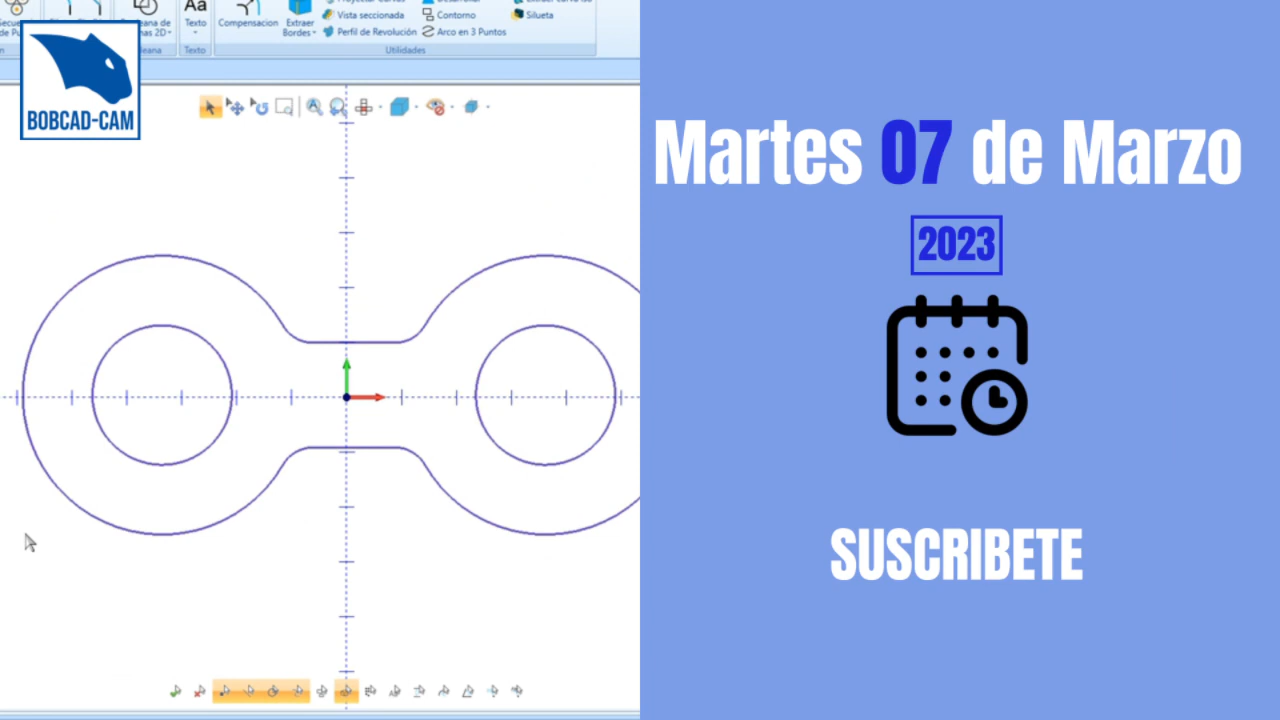 Texto
Compensacion
Extraer
Bordes
Vista seccionada
Perfil de Revolución
Contorno
Arco en 3 Puntos
Silueta
Texto
Utilidades
BOBCAD-CAM
Martes 07 de Marzo
2023
SUSCRIBETE